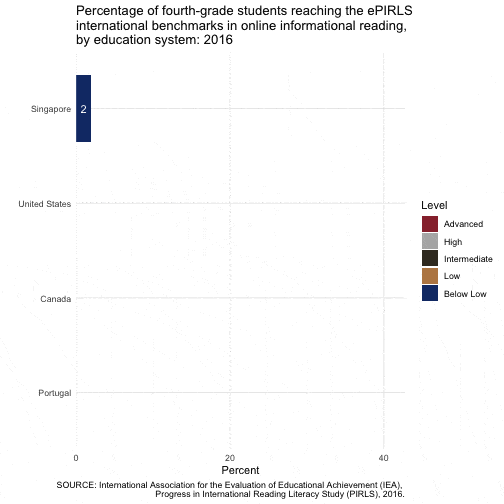 Percentage of fourth-grade students reaching the ePIRLS
international benchmarks in online informational reading,
by education system: 2016
Singapore
2
United States
Canada
Portugal
Level
Advanced
High
Intermediate
Low
Below Low
0
20
40
Percent
SOURCE: International Association for the Evaluation of Educational Achievement (IEA),
Progress in International Reading Literacy Study (PIRLS), 2016.